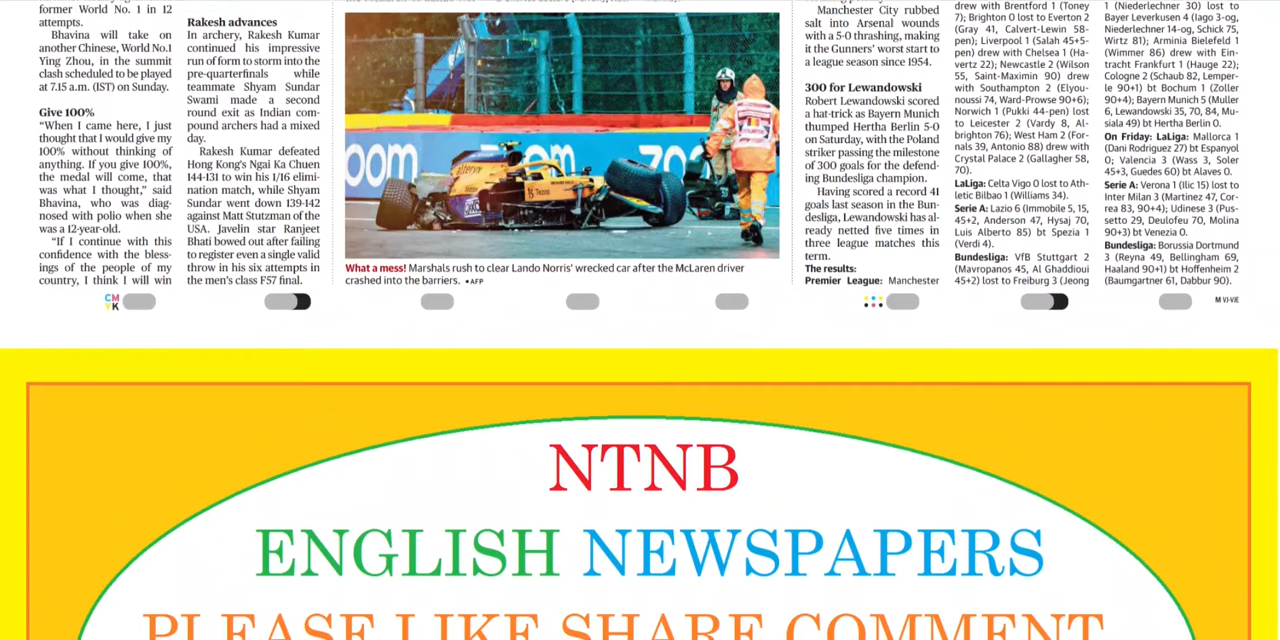 former World No. 1 in 12
attempts.
Bhavina will take on
another Chinese, World No.1
Ying Zhou, in the summit
clash scheduled to be played
at 7.15 a.m. (IST) on Sunday.
Give 100%
“When I came here, I just
thought that I would give my
100% without thinking of
anything. If you give 100%,
the medal will come, that
was what I thought,” said
Bhavina, who was diag-
nosed with polio when she
was a 12-year-old.
“If I continue with this
confidence with the bless-
ings of the people of my
country, I think I will win
Rakesh advances
In archery, Rakesh Kumar
continued his impressive
run of form to storm into the
pre-quarterfinals while
teammate Shyam Sundar
Swami made a second
round exit as Indian com-
pound archers had a mixed
day.
Rakesh Kumar defeated
Hong Kong's Ngai Ka Chuen
144-131 to win his 1/16 elimi-
nation match, while Shyam
Sundar went down 139-142
against Matt Stutzman of the
USA. Javelin star Ranjeet
Bhati bowed out after failing
to register even a single valid
throw in his six attempts in
the men's class F57 final.
zoom
What a mess! Marshals rush to clear Lando Norris' wrecked car after the McLaren driver
crashed into the barriers. • AFP
Manchester City rubbed
salt into Arsenal wounds
with a 5-0 thrashing, making
it the Gunners' worst start to
a league season since 1954.
300 for Lewandowski
Robert Lewandowski scored
a hat-trick as Bayern Munich
thumped Hertha Berlin 5-0
on Saturday, with the Poland
striker passing the milestone
of 300 goals for the defend-
ing Bundesliga champion.
Having scored a record 41
goals last season in the Bun-
desliga, Lewandowski has al-
ready netted five times in
three league matches this
term.
The results:
Premier League: Manchester
drew with Brentford 1 (Toney
7); Brighton 0 lost to Everton 2
(Gray 41, Calvert-Lewin 58-
pen); Liverpool 1 (Salah 45+5-
pen) drew with Chelsea 1 (Ha-
vertz 22); Newcastle 2 (Wilson
55, Saint-Maximin 90) drew
with Southampton 2 (Elyou-
noussi 74, Ward-Prowse 90+6);
Norwich 1 (Pukki 44-pen) lost
to Leicester 2 (Vardy 8, Al-
brighton 76); West Ham 2 (For-
nals 39, Antonio 88) drew with
Crystal Palace 2 (Gallagher 58,
70).
LaLiga: Celta Vigo 0 lost to Ath-
letic Bilbao 1 (Williams 34).
Serie A: Lazio 6 (Immobile 5, 15,
45+2, Anderson 47, Hysaj 70,
Luis Alberto 85) bt Spezia 1
(Verdi 4).
Bundesliga: VfB Stuttgart 2
(Mavropanos 45, Al Ghaddioui
45+2) lost to Freiburg 3 (Jeong
1 (Niederlechner 30) lost to
Bayer Leverkusen 4 (Iago 3-og,
Niederlechner 14-og, Schick 75,
Wirtz 81); Arminia Bielefeld 1
(Wimmer 86) drew with Ein-
tracht Frankfurt 1 (Hauge 22);
Cologne 2 (Schaub 82, Lemper-
le 90+1) bt Bochum 1 (Zoller
90+4); Bayern Munich 5 (Muller
6, Lewandowski 35, 70, 84, Mu-
siala 49) bt Hertha Berlin 0.
On Friday: LaLiga: Mallorca 1
(Dani Rodriguez 27) bt Espanyol
0; Valencia 3 (Wass 3, Soler
45+3, Guedes 60) bt Alaves 0.
Serie A: Verona 1 (Ilic 15) lost to
Inter Milan 3 (Martinez 47, Cor-
rea 83, 90+4); Udinese 3 (Pus-
setto 29, Deulofeu 70, Molina
90+3) bt Venezia 0.
Bundesliga: Borussia Dortmund
3 (Reyna 49, Bellingham 69,
Haaland 90+1) bt Hoffenheim 2
(Baumgartner 61, Dabbur 90).
CM
YK
M VJ-VJE
NTNB
ENGLISH NEWSPAPERS
PLEASE LIKE SHARE COMMENT